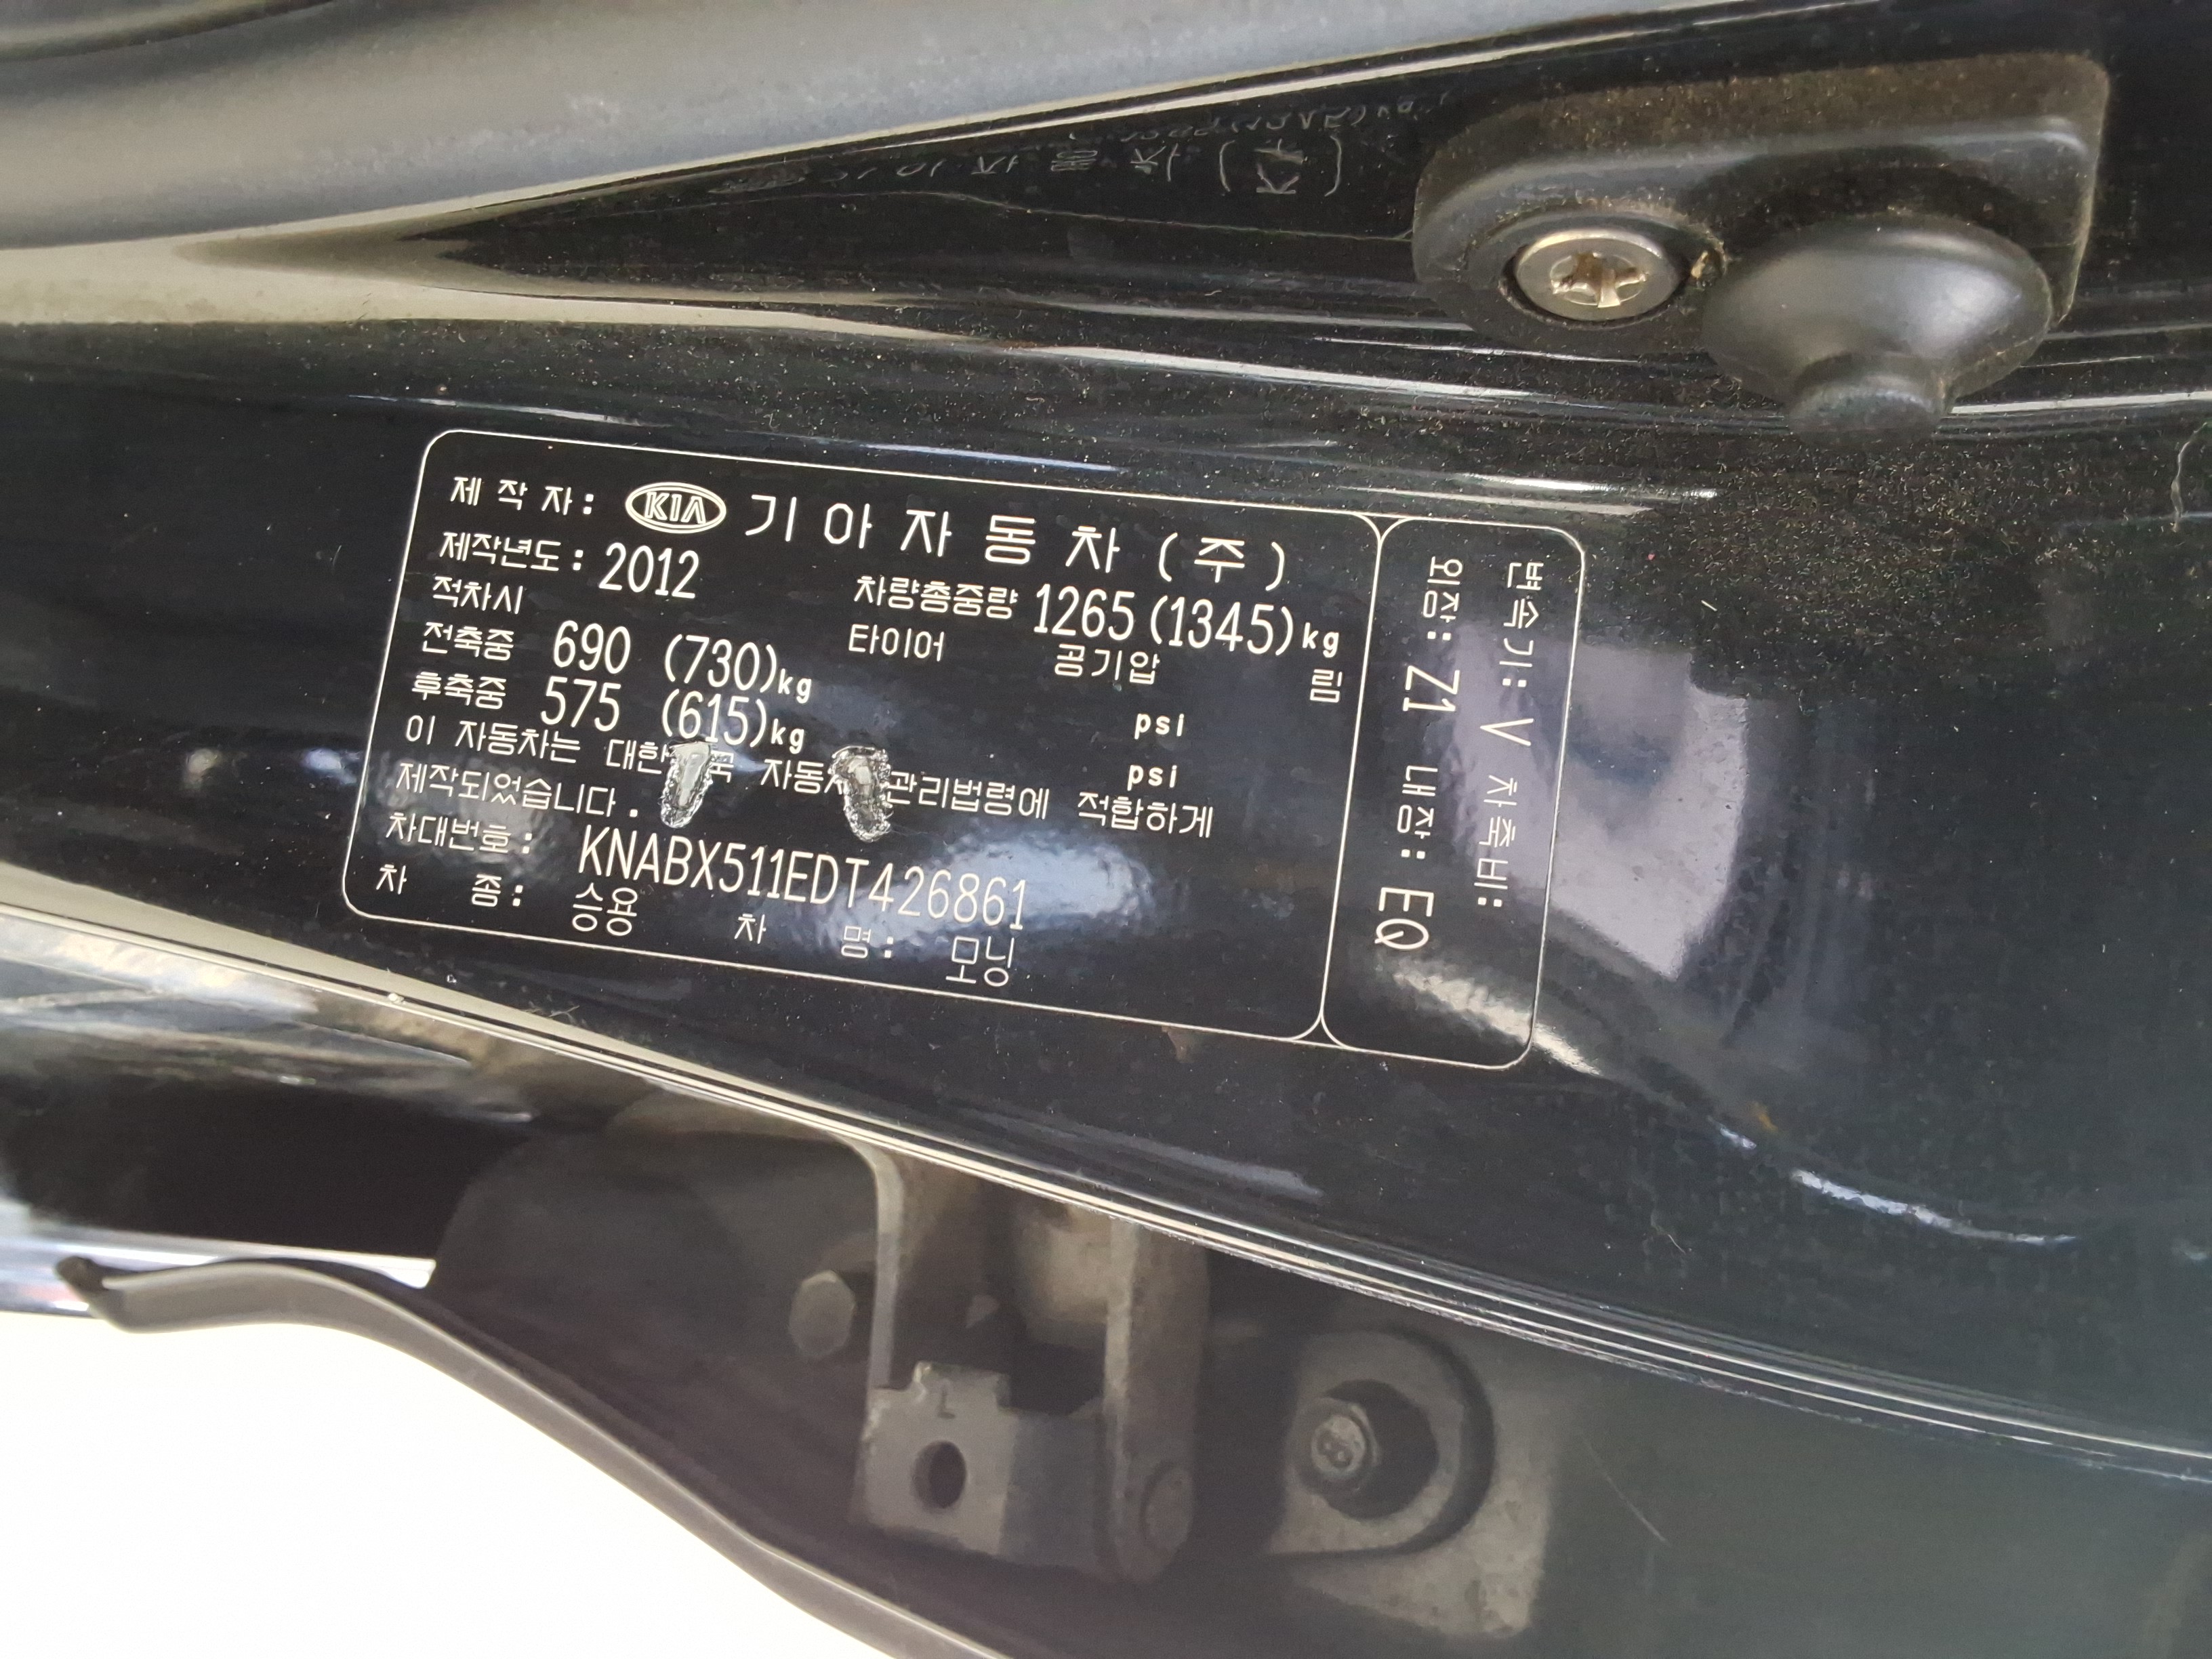 제 작 자 : KIA 기 아 자 동 차 ( 주 )
제작년도 : 2012 차량총중량 1265 (1345) kg
적차시 타이어 공기압 림
전축중 690 (730)kg psi
후축중 575 (615)kg psi
이 자동차는 관리법령에 적합하게
제작되었습니다.
차대번호 : KNABX511EDT426861
차 종 : 승용 차 명 : 모닝
변속기: V 차축비:
외장: Z1 내장: EQ
L
8